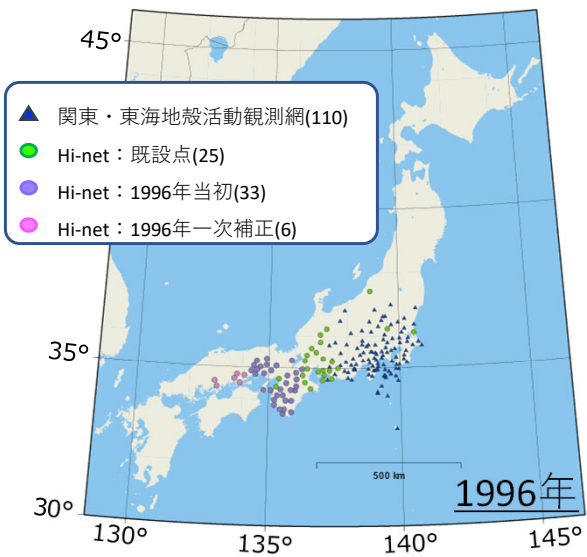 45°
関東・東海地殻活動観測網(110)
Hi-net：既設点(25)
Hi-net：1996年当初(33)
Hi-net：1996年一次補正(6)
35°
500 km
1996年
30°
130°
135°
140°
145°